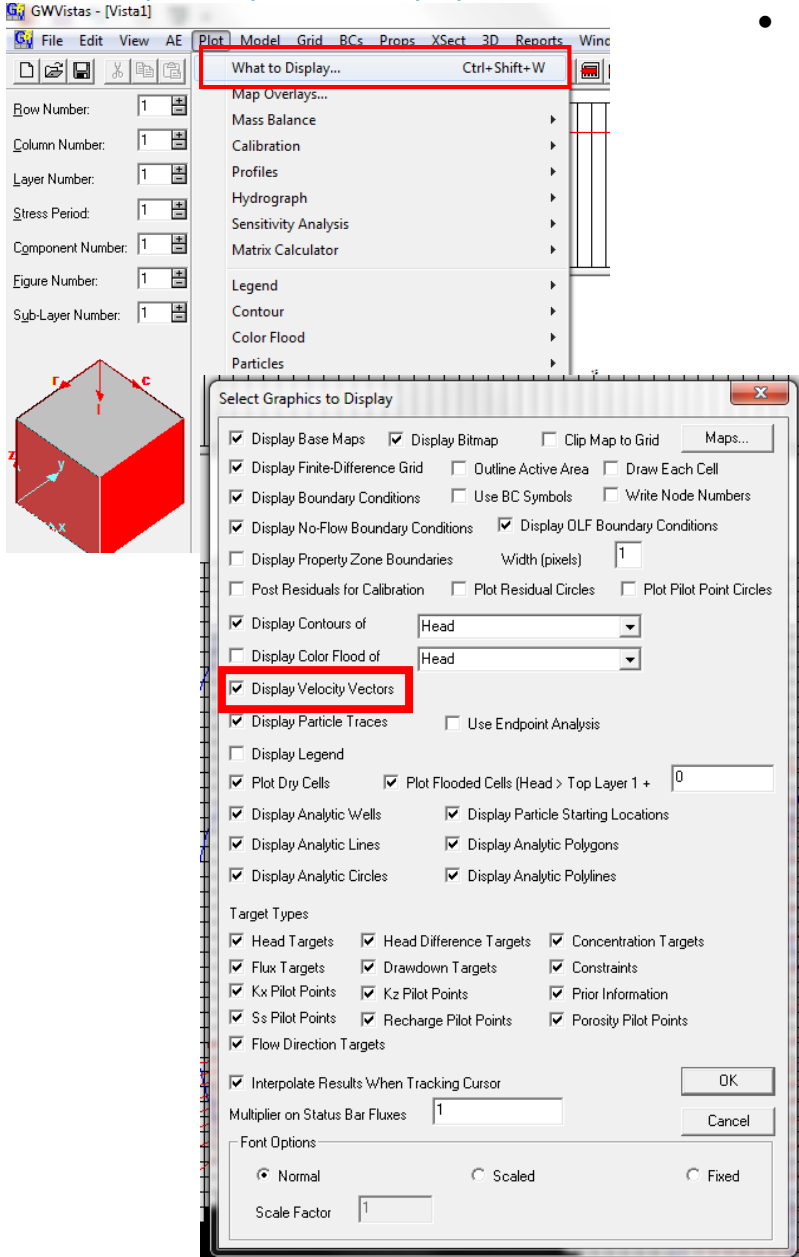 GWVistas - [Vista1]
File Edit View AE Plot Model Grid BCs Props XSect 3D Reports
What to Display... Ctrl+Shift+W
Map Overlays...
Row Number: 1
Mass Balance
Column Number: 1
Calibration
Layer Number: 1
Profiles
Hydrograph
Stress Period: 1
Sensitivity Analysis
Component Number: 1
Matrix Calculator
Figure Number: 1
Legend
Sub-Layer Number: 1
Contour
Color Flood
Particles
r c
l
z
y
x
Select Graphics to Display
Display Base Maps Display Bitmap Clip Map to Grid Maps...
Display Finite-Difference Grid Outline Active Area Draw Each Cell
Display Boundary Conditions Use BC Symbols Write Node Numbers
Display No-Flow Boundary Conditions Display OLF Boundary Conditions
Display Property Zone Boundaries Width (pixels) 1
Post Residuals for Calibration Plot Residual Circles Plot Pilot Point Circles
Display Contours of Head
Display Color Flood of Head
Display Velocity Vectors
Display Particle Traces Use Endpoint Analysis
Display Legend
Plot Dry Cells Plot Flooded Cells (Head > Top Layer 1 + 0
Display Analytic Wells Display Particle Starting Locations
Display Analytic Lines Display Analytic Polygons
Display Analytic Circles Display Analytic Polylines
Target Types
Head Targets Head Difference Targets Concentration Targets
Flux Targets Drawdown Targets Constraints
Kx Pilot Points Kz Pilot Points Prior Information
Ss Pilot Points Recharge Pilot Points Porosity Pilot Points
Flow Direction Targets
Interpolate Results When Tracking Cursor OK
Multiplier on Status Bar Fluxes 1 Cancel
Font Options
Normal Scaled Fixed
Scale Factor 1